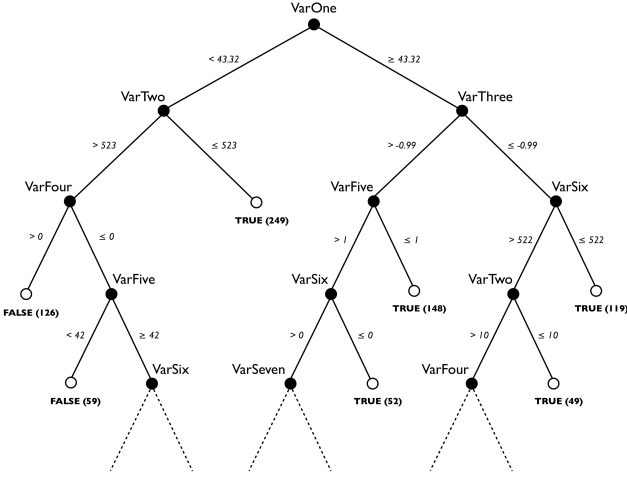 VarOne
< 43.32
≥ 43.32
VarTwo
VarThree
> 523
≤ 523
> -0.99
≤ -0.99
VarFour
VarFive
VarSix
TRUE (249)
> 0
≤ 0
> 1
≤ 1
> 522
≤ 522
VarFive
VarSix
VarTwo
FALSE (126)
TRUE (148)
TRUE (119)
< 42
≥ 42
> 0
≤ 0
> 10
≤ 10
VarSix
VarSeven
VarFour
FALSE (59)
TRUE (52)
TRUE (49)